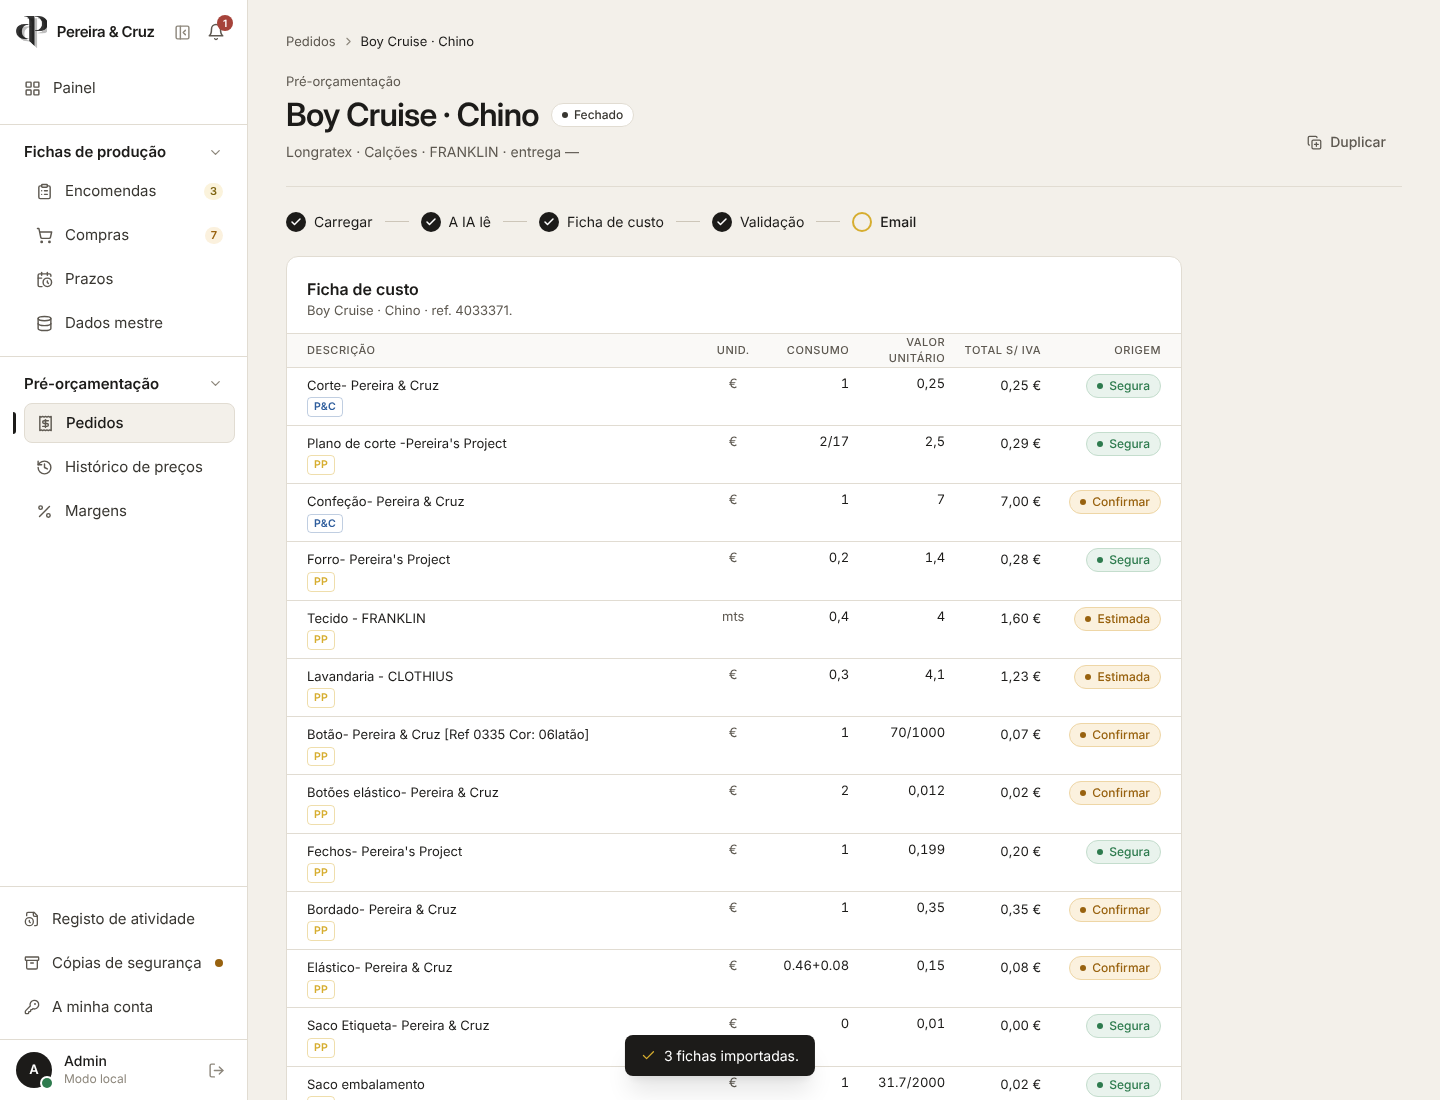 Pereira & Cruz
1
Painel
Fichas de produção
Encomendas
3
Compras
7
Prazos
Dados mestre
Pré-orçamentação
Pedidos
Histórico de preços
Margens
Registo de atividade
Cópias de segurança
A minha conta
A
Admin
Modo local
Pedidos
Boy Cruise · Chino
Pré-orçamentação
Boy Cruise · Chino
Fechado
Longratex · Calções · FRANKLIN · entrega —
Duplicar
Carregar
A IA lê
Ficha de custo
Validação
Email
Ficha de custo
Boy Cruise · Chino · ref. 4033371.
DESCRIÇÃO UNID. CONSUMO VALOR UNITÁRIO TOTAL S/ IVA ORIGEM
Corte- Pereira & Cruz € 1 0,25 0,25 € Segura
P&C
Plano de corte -Pereira's Project € 2/17 2,5 0,29 € Segura
PP
Confeção- Pereira & Cruz € 1 7 7,00 € Confirmar
P&C
Forro- Pereira's Project € 0,2 1,4 0,28 € Segura
PP
Tecido - FRANKLIN mts 0,4 4 1,60 € Estimada
PP
Lavandaria - CLOTHIUS € 0,3 4,1 1,23 € Estimada
PP
Botão- Pereira & Cruz [Ref 0335 Cor: 06latão] € 1 70/1000 0,07 € Confirmar
PP
Botões elástico- Pereira & Cruz € 2 0,012 0,02 € Confirmar
PP
Fechos- Pereira's Project € 1 0,199 0,20 € Segura
PP
Bordado- Pereira & Cruz € 1 0,35 0,35 € Confirmar
PP
Elástico- Pereira & Cruz € 0.46+0.08 0,15 0,08 € Confirmar
PP
Saco Etiqueta- Pereira & Cruz € 0 0,01 0,00 € Segura
PP
3 fichas importadas.
Saco embalamento € 1 31.7/2000 0,02 € Segura